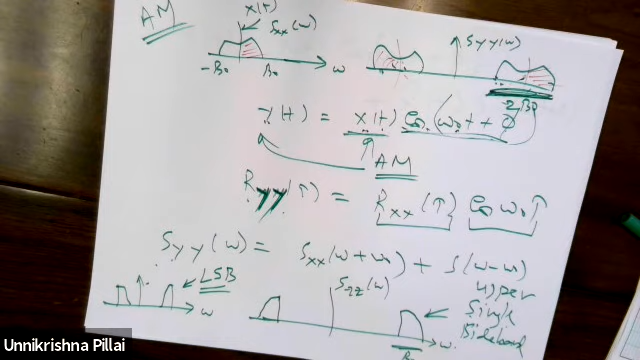 AM
X(t)
Sxx(ω)
-B₀ B₀ ω
Syy(ω)
2B₀
Y(t) = X(t) Cos(ω₀t + φ)
AM
Ryy(τ) = Rxx(τ) Cos ω₀τ
Syy(ω) = Sxx(ω+ω₀) + S(ω-ω₀)
LSB
ω
Szz(ω)
upper
Single
Sideband
ω
B₀
Unnikrishna Pillai